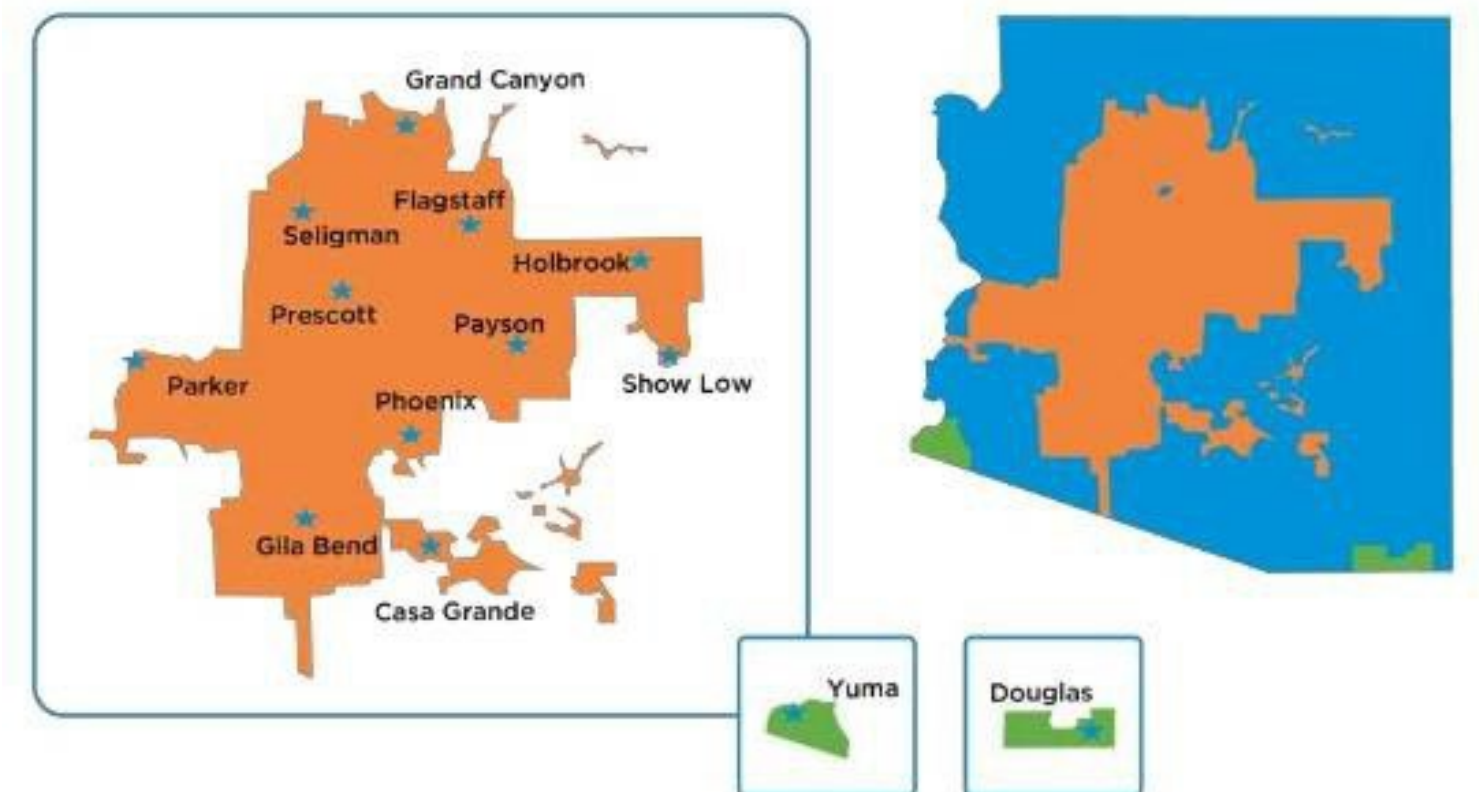 Grand Canyon
Flagstaff
Seligman
Holbrook
Prescott
Payson
Parker
Show Low
Phoenix
Gila Bend
Casa Grande
Yuma
Douglas